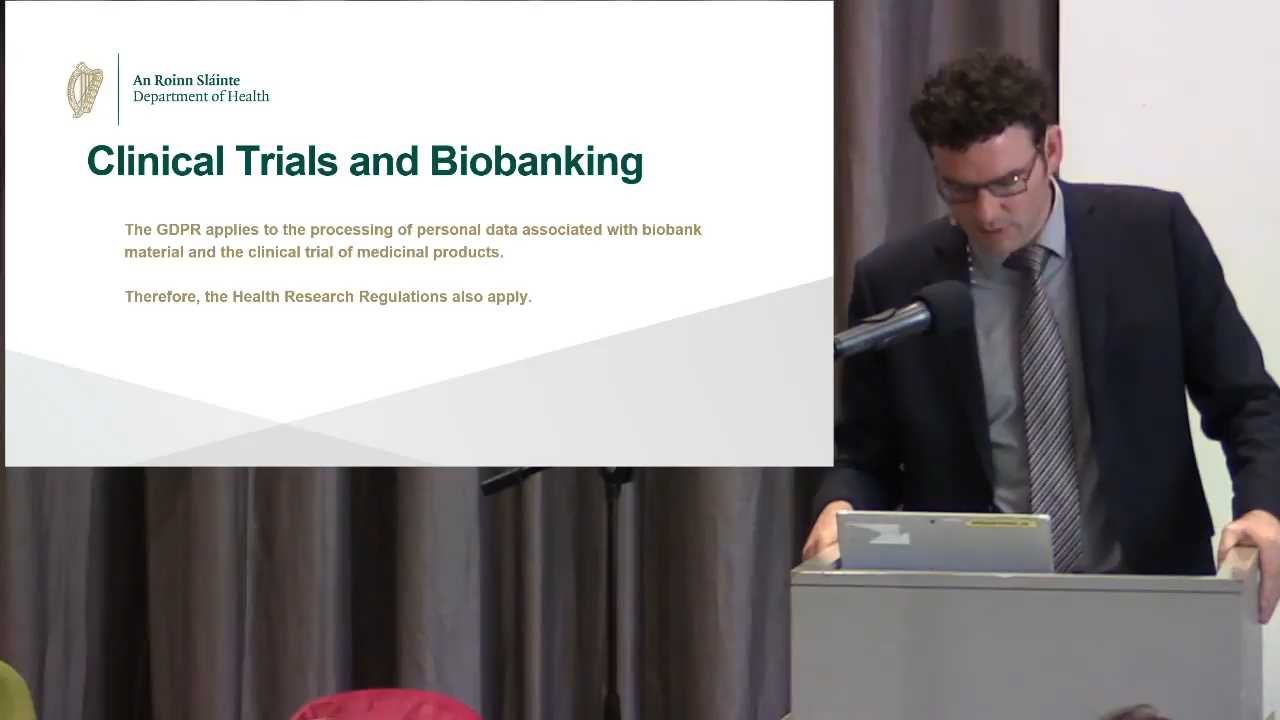 An Roinn Sláinte
Department of Health
Clinical Trials and Biobanking
The GDPR applies to the processing of personal data associated with biobank
material and the clinical trial of medicinal products.
Therefore, the Health Research Regulations also apply.